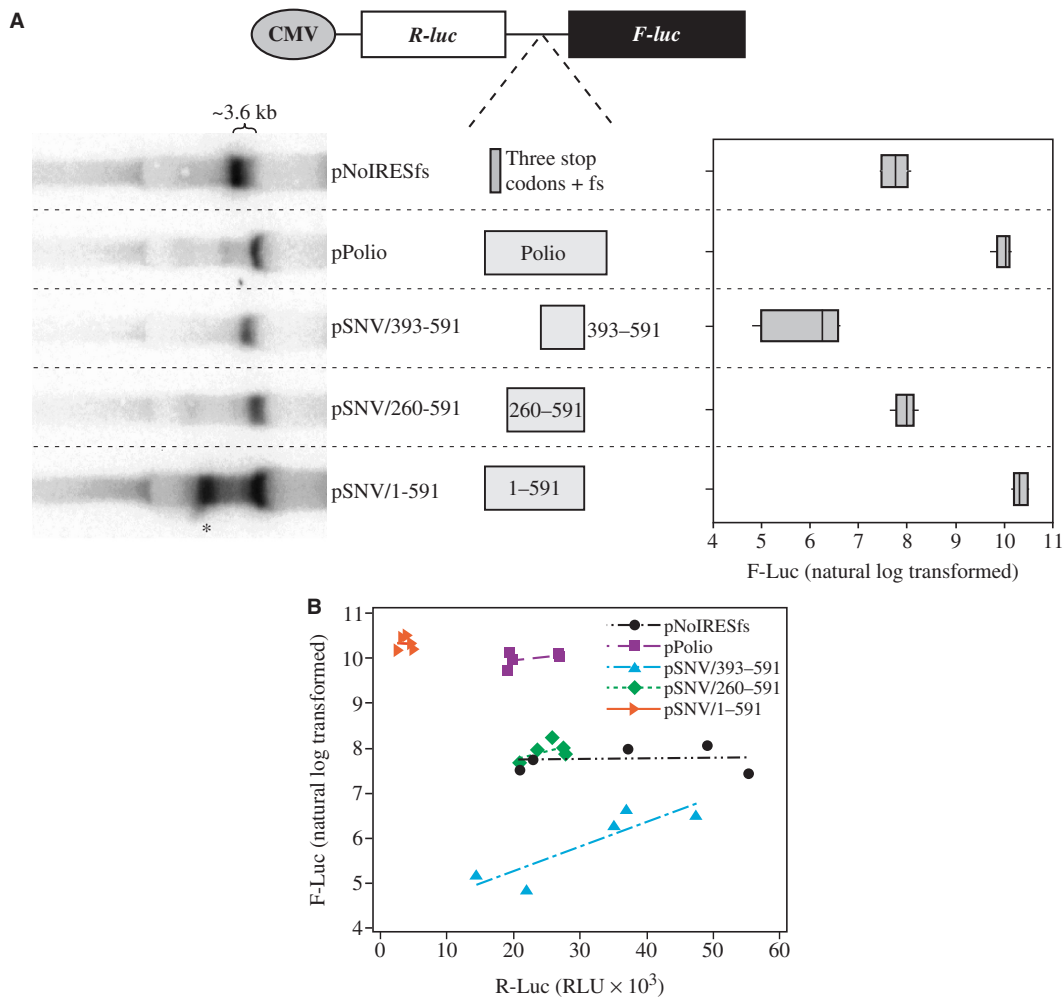 A
CMV
R-luc
F-luc
~3.6 kb
pNoIRESfs
Three stop
codons + fs
pPolio
Polio
pSNV/393-591
393–591
pSNV/260-591
260–591
pSNV/1-591
1–591
*
4 5 6 7 8 9 10 11
F-Luc (natural log transformed)
B
11
10
9
8
7
6
5
4
F-Luc (natural log transformed)
pNoIRESfs
pPolio
pSNV/393–591
pSNV/260–591
pSNV/1–591
0 10 20 30 40 50 60
R-Luc (RLU × 10³)